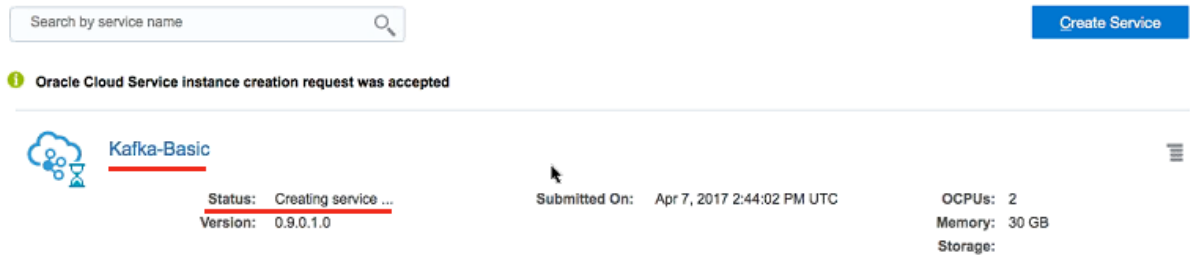 Search by service name
Create Service
Oracle Cloud Service instance creation request was accepted
Kafka-Basic
Status: Creating service ... Submitted On: Apr 7, 2017 2:44:02 PM UTC OCPUs: 2
Version: 0.9.0.1.0 Memory: 30 GB
Storage: